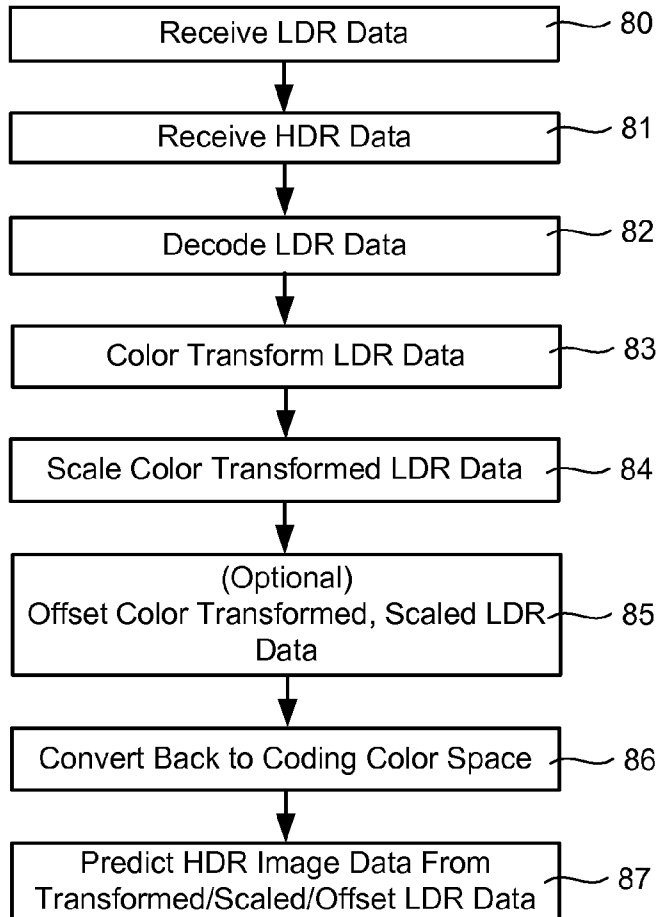 Receive LDR Data 80
Receive HDR Data 81
Decode LDR Data 82
Color Transform LDR Data 83
Scale Color Transformed LDR Data 84
(Optional)
Offset Color Transformed, Scaled LDR 85
Data
Convert Back to Coding Color Space 86
Predict HDR Image Data From
Transformed/Scaled/Offset LDR Data 87